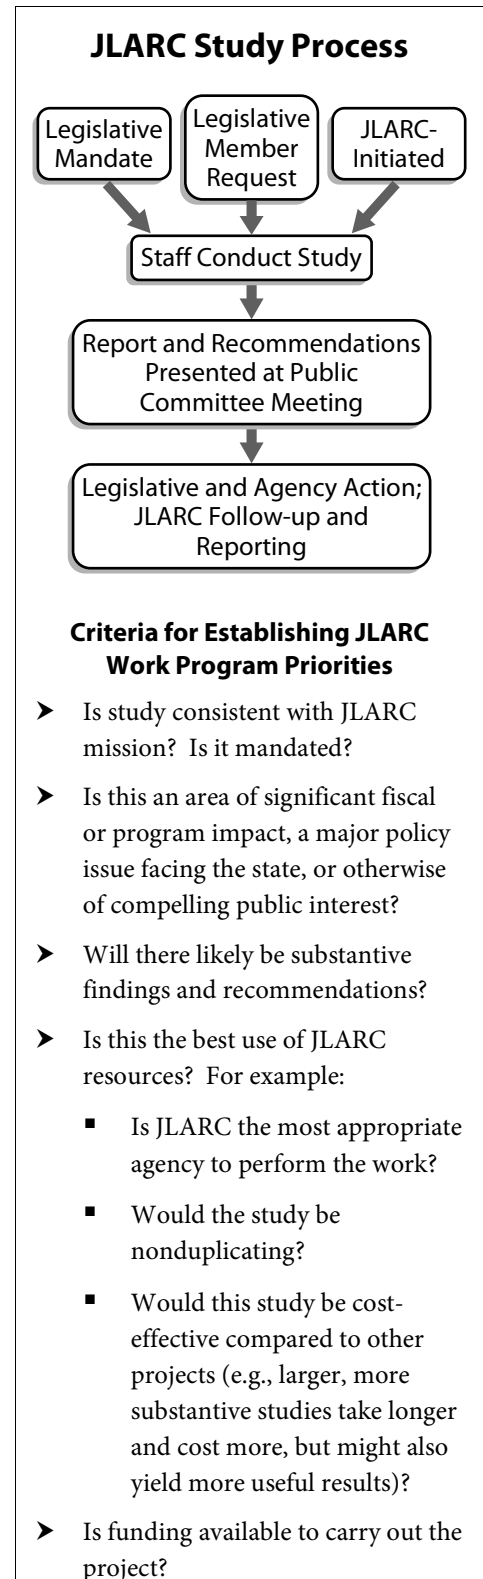 JLARC Study Process
Legislative
Mandate
Legislative
Member
Request
JLARC-
Initiated
Staff Conduct Study
Report and Recommendations
Presented at Public
Committee Meeting
Legislative and Agency Action;
JLARC Follow-up and
Reporting
Criteria for Establishing JLARC
Work Program Priorities
➤ Is study consistent with JLARC
mission?  Is it mandated?
➤ Is this an area of significant fiscal
or program impact, a major policy
issue facing the state, or otherwise
of compelling public interest?
➤ Will there likely be substantive
findings and recommendations?
➤ Is this the best use of JLARC
resources?  For example:
▪ Is JLARC the most appropriate
agency to perform the work?
▪ Would the study be
nonduplicating?
▪ Would this study be cost-
effective compared to other
projects (e.g., larger, more
substantive studies take longer
and cost more, but might also
yield more useful results)?
➤ Is funding available to carry out the
project?